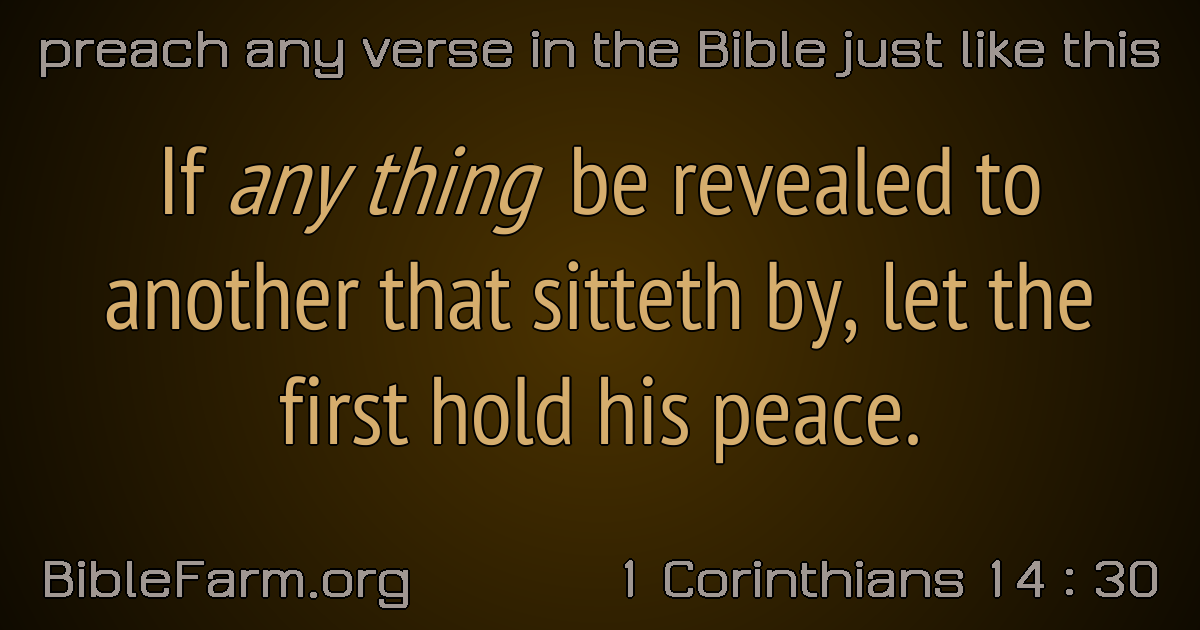 preach any verse in the Bible just like this
If any thing be revealed to
another that sitteth by, let the
first hold his peace.
BibleFarm.org
1 Corinthians 14 : 30